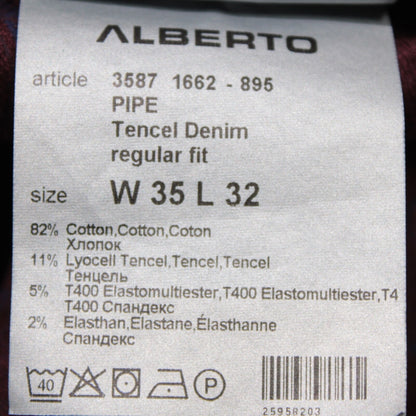 ALBERTO
article 3587 1662 - 895
PIPE
Tencel Denim
regular fit
size W 35 L 32
82% Cotton,Cotton,Coton
Хлопок
11% Lyocell Tencel,Tencel,Tencel
Тенцель
5% T400 Elastomultiester,T400 Elastomultiester,T4
T400 Спандекс
2% Elasthan,Elastane,Élasthanne
Спандекс
40 P
25958203